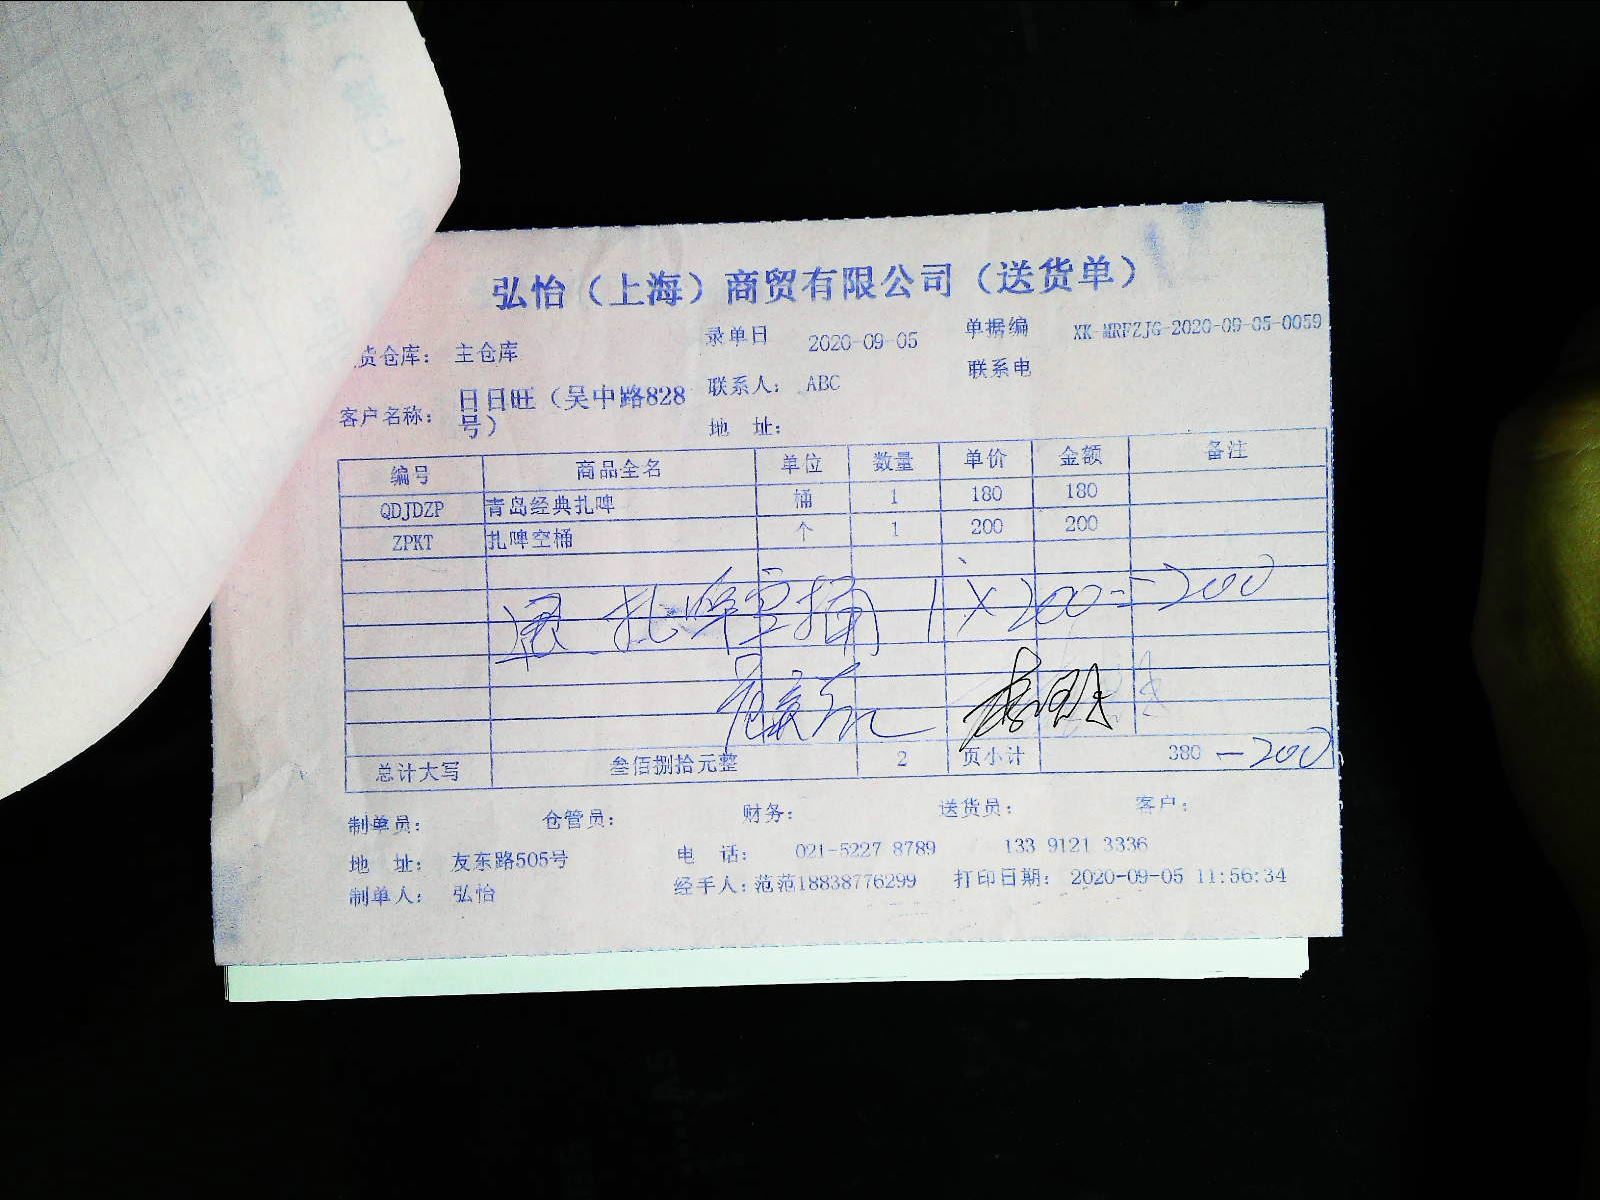 弘怡（上海）商贸有限公司（送货单）
货仓库： 主仓库 录单日 2020-09-05 单据编 XK-MRFZJG-2020-09-05-0059
客户名称： 日日旺（吴中路828号） 联系人： ABC 联系电
地 址：
编号 商品全名 单位 数量 单价 金额 备注
QDJDZP 青岛经典扎啤 桶 1 180 180
ZPKT 扎啤空桶 个 1 200 200
退 扎啤空桶 1×200=200
总计大写 叁佰捌拾元整 2 页小计 380 -200
制单员： 仓管员： 财务： 送货员： 客户：
地 址： 友东路505号 电 话： 021-5227 8789 133 9121 3336
制单人： 弘怡 经手人：范范18838776299 打印日期： 2020-09-05 11:56:34